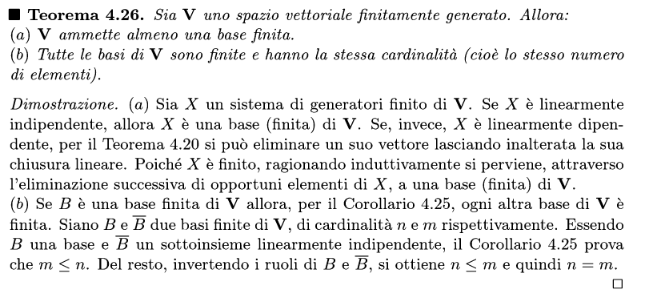 ■ Teorema 4.26. Sia V uno spazio vettoriale finitamente generato. Allora:
(a) V ammette almeno una base finita.
(b) Tutte le basi di V sono finite e hanno la stessa cardinalità (cioè lo stesso numero
di elementi).
Dimostrazione. (a) Sia X un sistema di generatori finito di V. Se X è linearmente
indipendente, allora X è una base (finita) di V. Se, invece, X è linearmente dipen-
dente, per il Teorema 4.20 si può eliminare un suo vettore lasciando inalterata la sua
chiusura lineare. Poiché X è finito, ragionando induttivamente si perviene, attraverso
l'eliminazione successiva di opportuni elementi di X, a una base (finita) di V.
(b) Se B è una base finita di V allora, per il Corollario 4.25, ogni altra base di V è
finita. Siano B e B̅ due basi finite di V, di cardinalità n e m rispettivamente. Essendo
B una base e B̅ un sottoinsieme linearmente indipendente, il Corollario 4.25 prova
che m ≤ n. Del resto, invertendo i ruoli di B e B̅, si ottiene n ≤ m e quindi n = m.
□